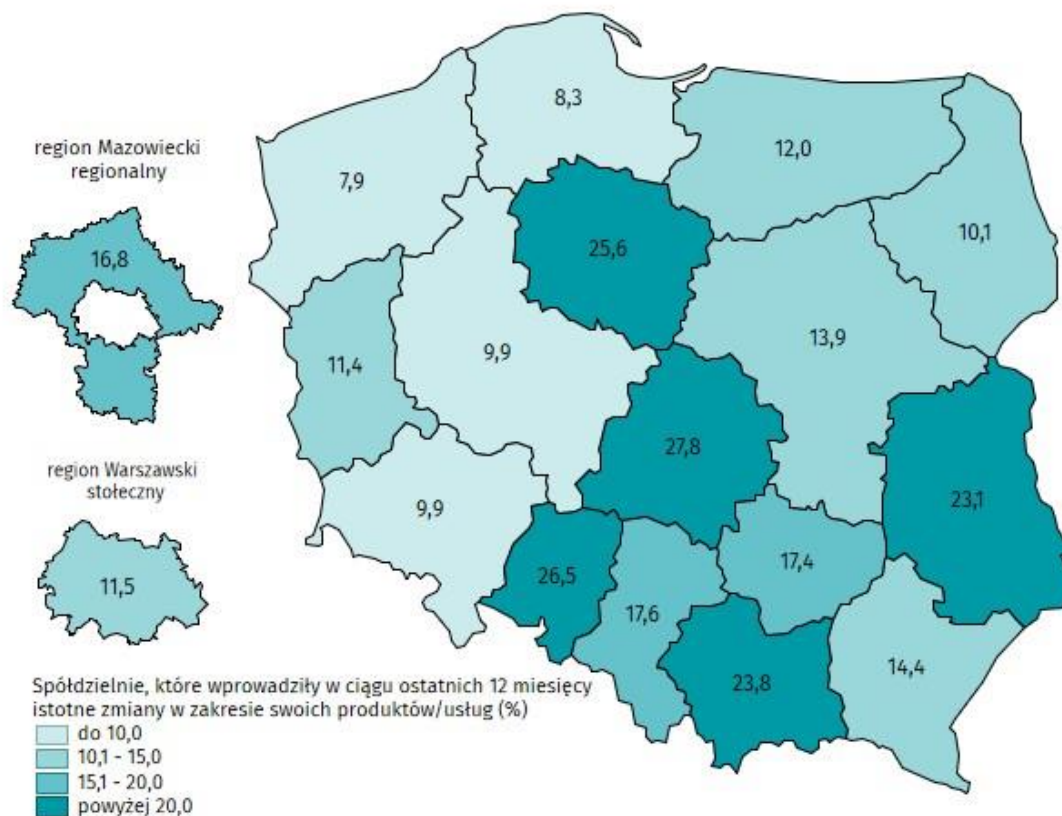 8,3
12,0
region Mazowiecki
regionalny
7,9
10,1
16,8
25,6
11,4
9,9
13,9
27,8
region Warszawski
stołeczny
9,9
23,1
11,5
26,5
17,4
17,6
14,4
23,8
Spółdzielnie, które wprowadziły w ciągu ostatnich 12 miesięcy
istotne zmiany w zakresie swoich produktów/usług (%)
do 10,0
10,1 - 15,0
15,1 - 20,0
powyżej 20,0